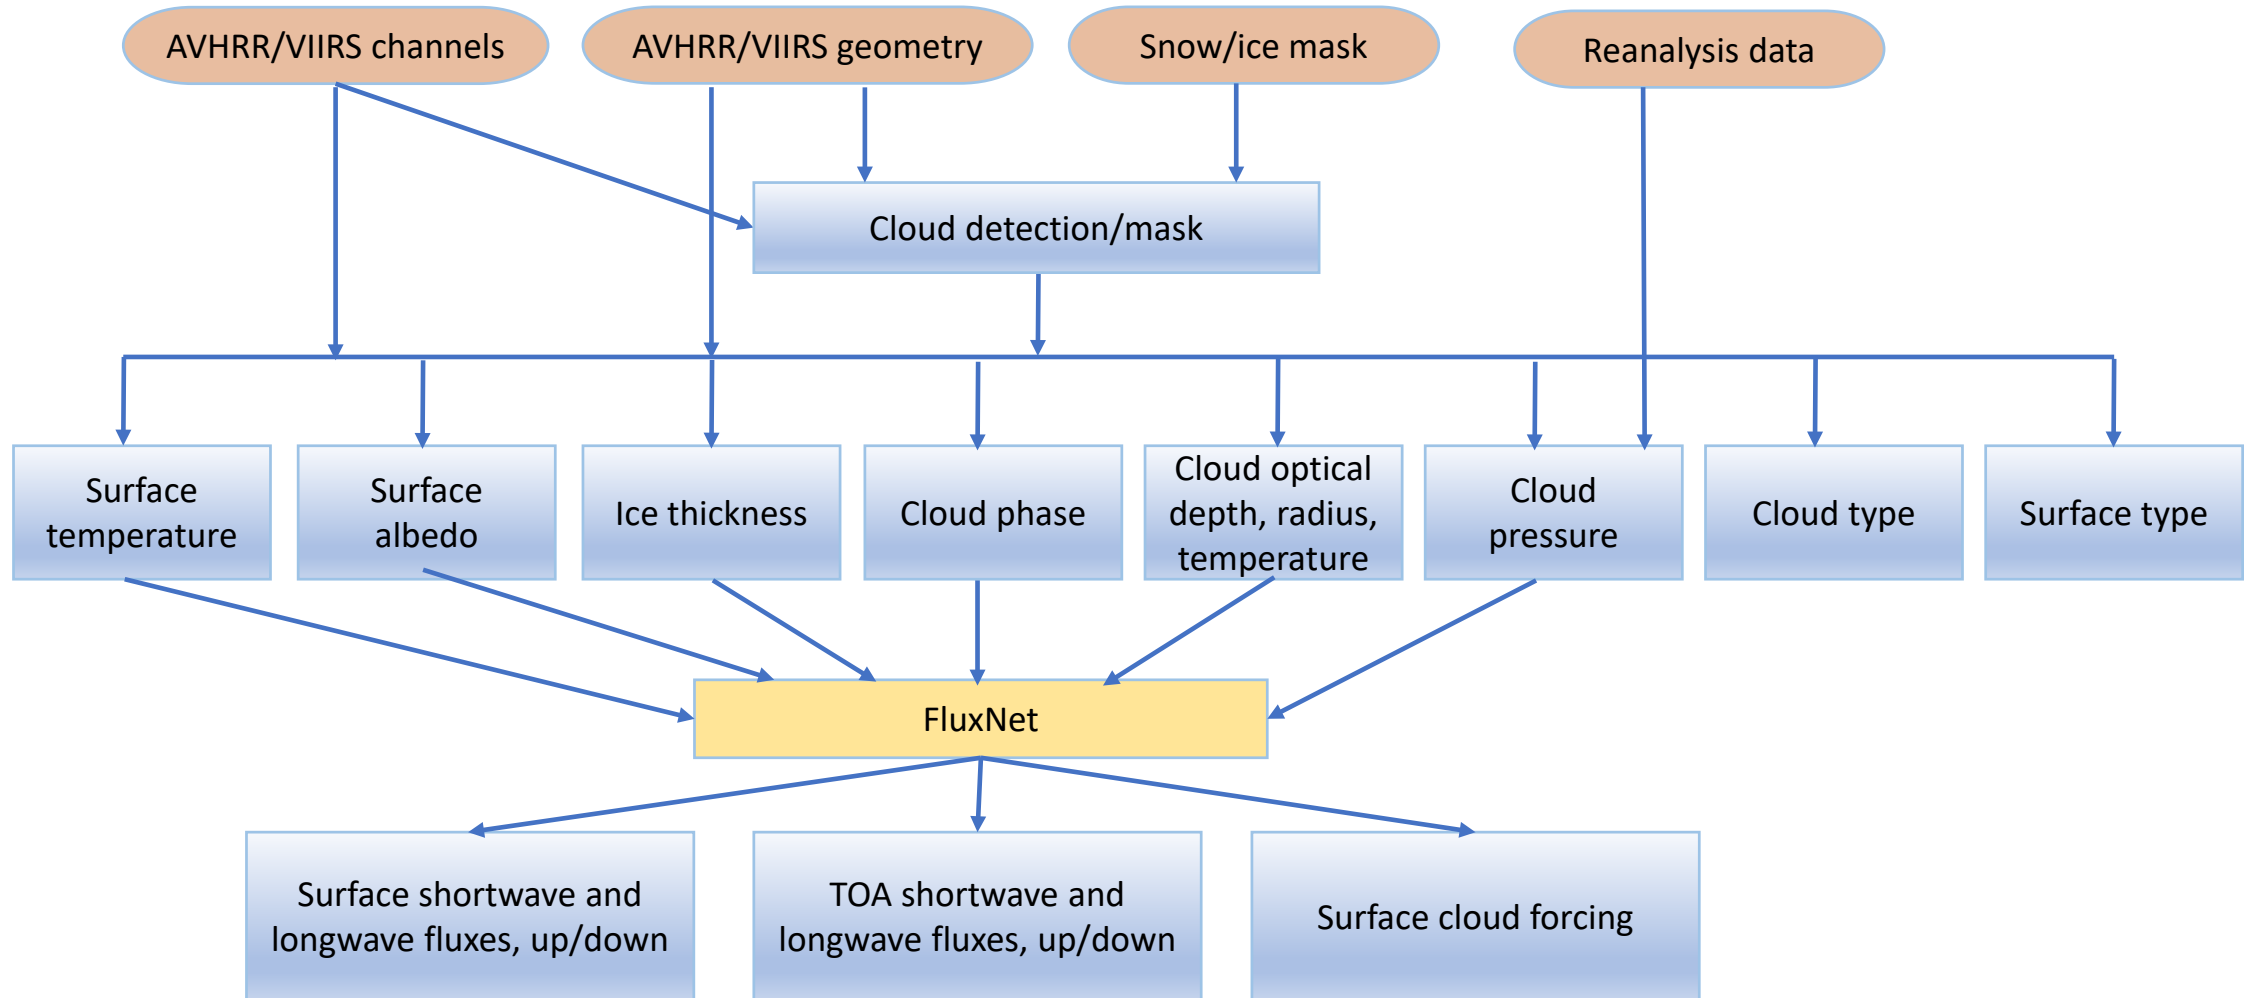 AVHRR/VIIRS channels
AVHRR/VIIRS geometry
Snow/ice mask
Reanalysis data
Cloud detection/mask
Surface
temperature
Surface
albedo
Ice thickness
Cloud phase
Cloud optical
depth, radius,
temperature
Cloud
pressure
Cloud type
Surface type
FluxNet
Surface shortwave and
longwave fluxes, up/down
TOA shortwave and
longwave fluxes, up/down
Surface cloud forcing